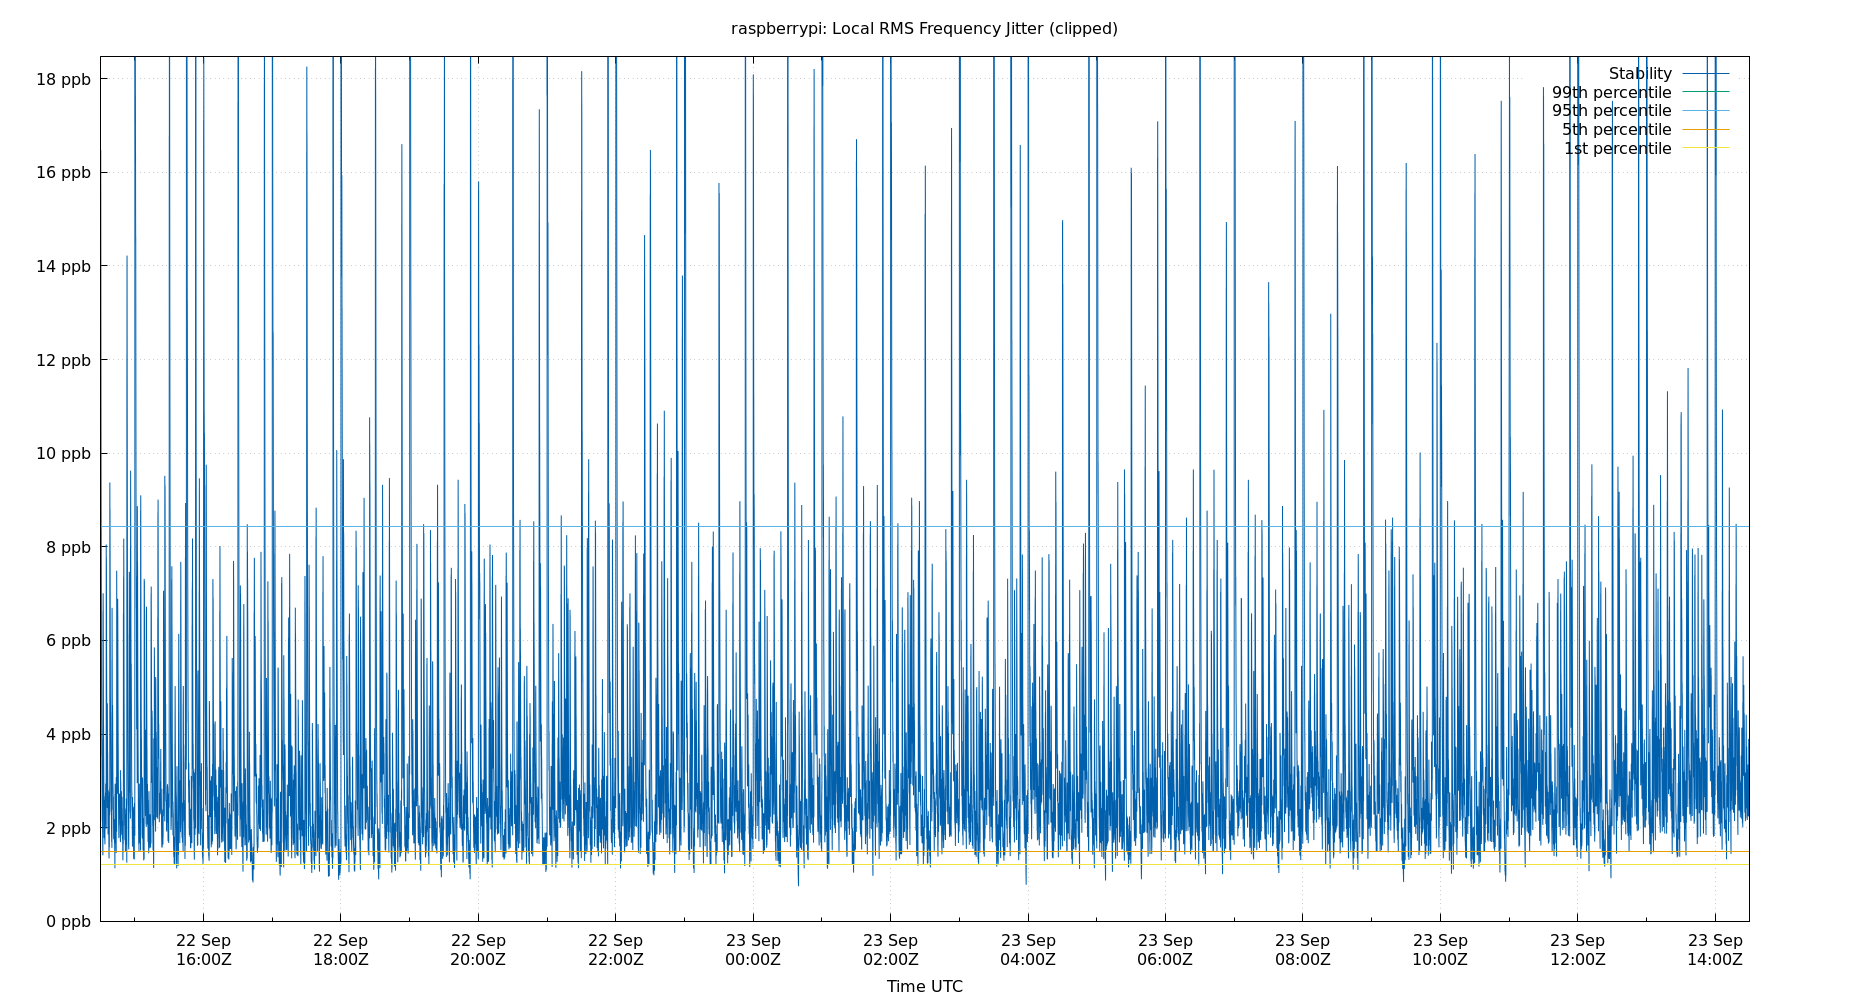 raspberrypi: Local RMS Frequency Jitter (clipped)
18 ppb
16 ppb
14 ppb
12 ppb
10 ppb
8 ppb
6 ppb
4 ppb
2 ppb
0 ppb
Stability
99th percentile
95th percentile
5th percentile
1st percentile
22 Sep
16:00Z
22 Sep
18:00Z
22 Sep
20:00Z
22 Sep
22:00Z
23 Sep
00:00Z
23 Sep
02:00Z
23 Sep
04:00Z
23 Sep
06:00Z
23 Sep
08:00Z
23 Sep
10:00Z
23 Sep
12:00Z
23 Sep
14:00Z
Time UTC